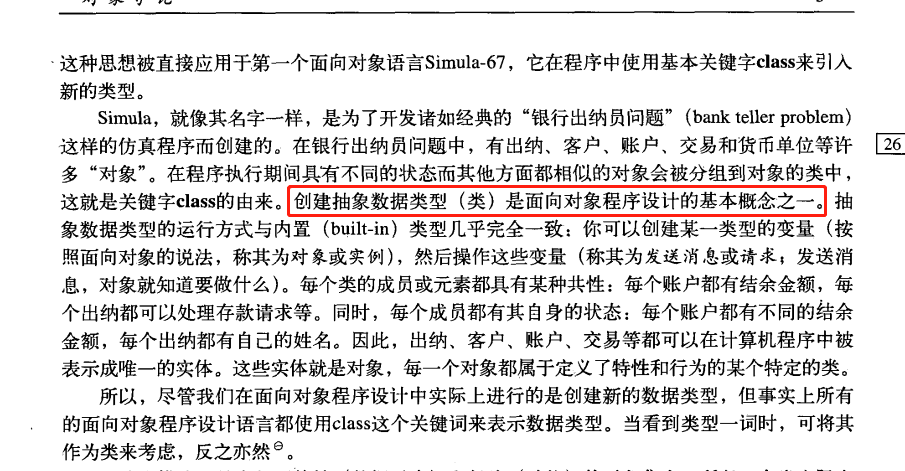 这种思想被直接应用于第一个面向对象语言Simula-67，它在程序中使用基本关键字class来引入
新的类型。
Simula，就像其名字一样，是为了开发诸如经典的“银行出纳员问题”（bank teller problem）
这样的仿真程序而创建的。在银行出纳员问题中，有出纳、客户、账户、交易和货币单位等许
26
多“对象”。在程序执行期间具有不同的状态而其他方面都相似的对象会被分组到对象的类中，
这就是关键字class的由来。创建抽象数据类型（类）是面向对象程序设计的基本概念之一。抽
象数据类型的运行方式与内置（built-in）类型几乎完全一致：你可以创建某一类型的变量（按
照面向对象的说法，称其为对象或实例），然后操作这些变量（称其为发送消息或请求；发送消
息，对象就知道要做什么）。每个类的成员或元素都具有某种共性：每个账户都有结余金额，每
个出纳都可以处理存款请求等。同时，每个成员都有其自身的状态：每个账户都有不同的结余
金额，每个出纳都有自己的姓名。因此，出纳、客户、账户、交易等都可以在计算机程序中被
表示成唯一的实体。这些实体就是对象，每一个对象都属于定义了特性和行为的某个特定的类。
所以，尽管我们在面向对象程序设计中实际上进行的是创建新的数据类型，但事实上所有
的面向对象程序设计语言都使用class这个关键词来表示数据类型。当看到类型一词时，可将其
作为类来考虑，反之亦然⊖。